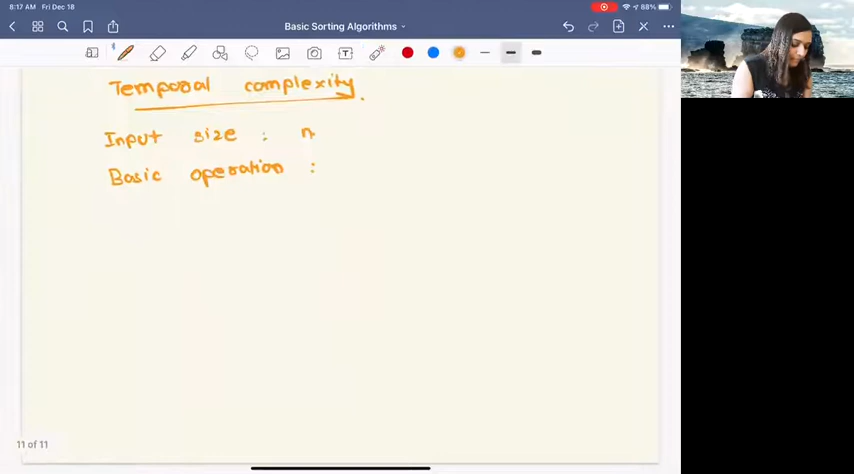 8:17 AM Fri Dec 18
88%
Basic Sorting Algorithms
Temporal complexity.
Input size : n
Basic operation :
11 of 11